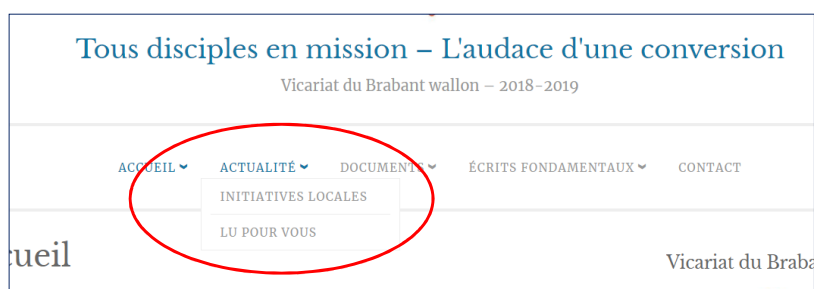 Tous disciples en mission – L'audace d'une conversion
Vicariat du Brabant wallon – 2018-2019
ACCUEIL ACTUALITÉ DOCUMENTS ÉCRITS FONDAMENTAUX CONTACT
INITIATIVES LOCALES
LU POUR VOUS
cueil
Vicariat du Braba